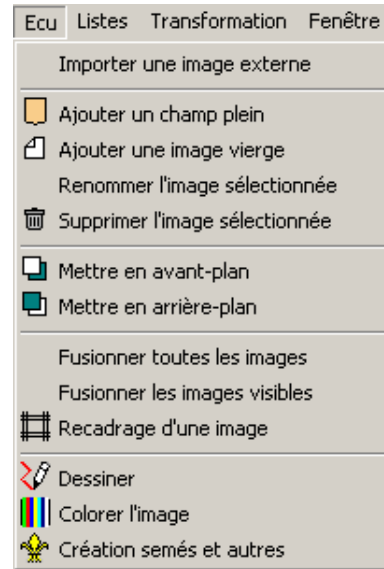 Ecu Listes Transformation Fenêtre
Importer une image externe
Ajouter un champ plein
Ajouter une image vierge
Renommer l'image sélectionnée
Supprimer l'image sélectionnée
Mettre en avant-plan
Mettre en arrière-plan
Fusionner toutes les images
Fusionner les images visibles
Recadrage d'une image
Dessiner
Colorer l'image
Création semés et autres